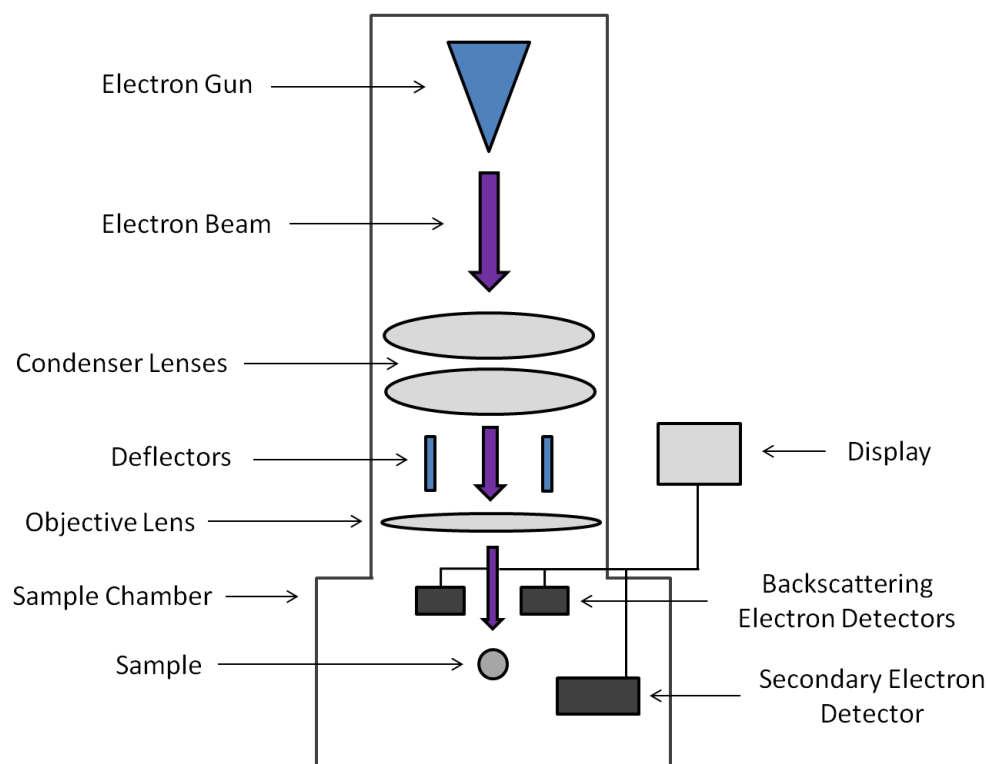 Electron Gun
Electron Beam
Condenser Lenses
Deflectors
Display
Objective Lens
Sample Chamber
Backscattering
Electron Detectors
Sample
Secondary Electron
Detector